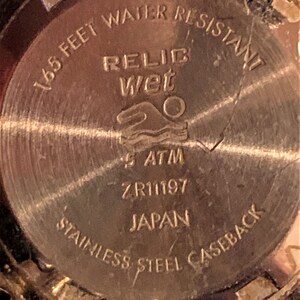 165 FEET WATER RESISTANT
RELIC
wet
5 ATM
ZR11197
JAPAN
STAINLESS STEEL CASEBACK